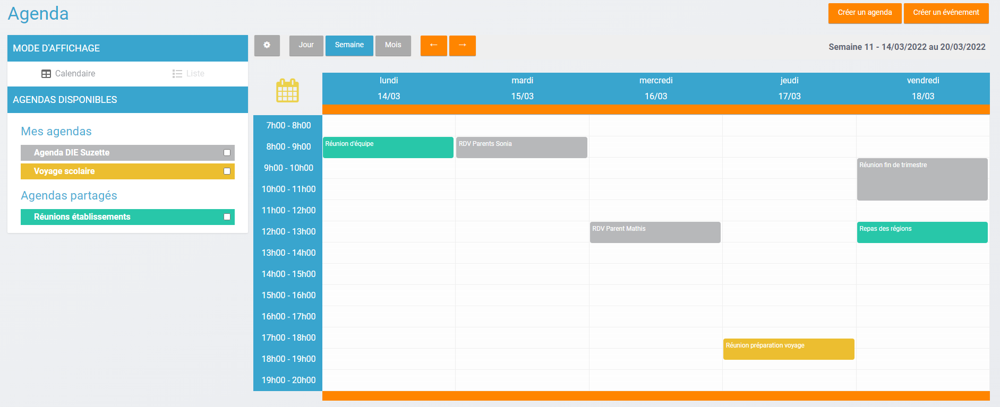 Agenda
Créer un agenda
Créer un événement
MODE D'AFFICHAGE
Calendaire
Liste
AGENDAS DISPONIBLES
Mes agendas
Agenda DIE Suzette
Voyage scolaire
Agendas partagés
Réunions établissements
Jour
Semaine
Mois
←
→
Semaine 11 - 14/03/2022 au 20/03/2022
lundi
14/03
mardi
15/03
mercredi
16/03
jeudi
17/03
vendredi
18/03
7h00 - 8h00
8h00 - 9h00
Réunion d'équipe
RDV Parents Sonia
9h00 - 10h00
Réunion fin de trimestre
10h00 - 11h00
11h00 - 12h00
12h00 - 13h00
RDV Parent Mathis
Repas des régions
13h00 - 14h00
14h00 - 15h00
15h00 - 16h00
16h00 - 17h00
17h00 - 18h00
Réunion préparation voyage
18h00 - 19h00
19h00 - 20h00